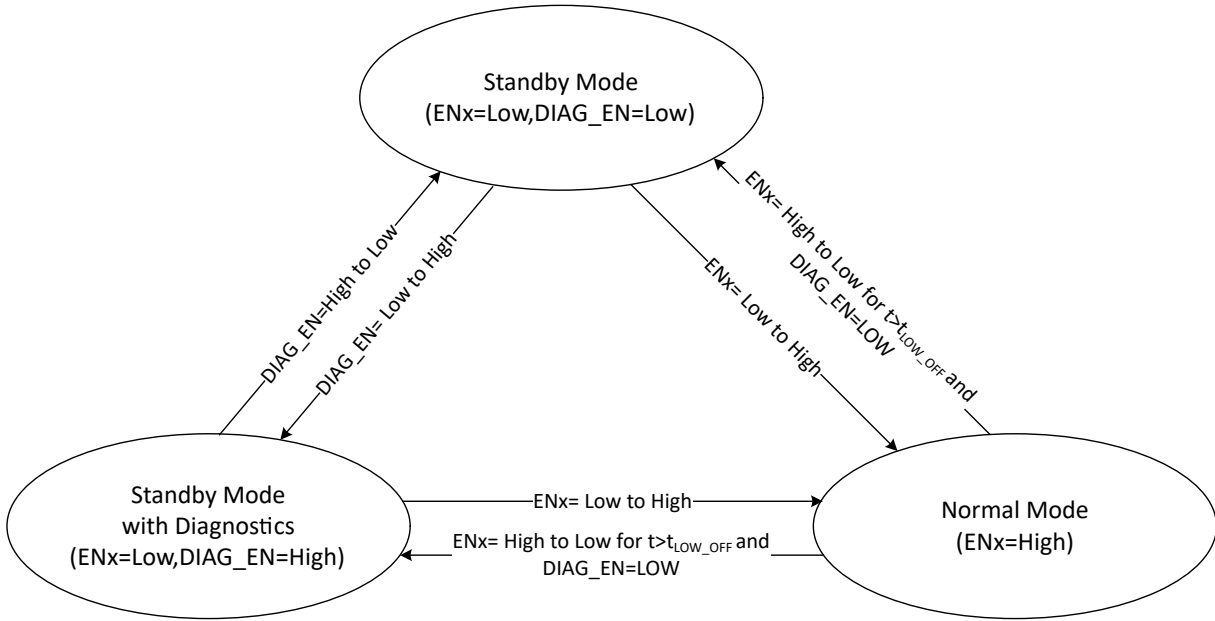 Standby Mode
(ENx=Low,DIAG_EN=Low)
DIAG_EN=High to Low
DIAG_EN= Low to High
ENx= Low to High
ENx= High to Low for t>tLOW_OFF and
DIAG_EN=LOW
Standby Mode
with Diagnostics
(ENx=Low,DIAG_EN=High)
ENx= Low to High
ENx= High to Low for t>tLOW_OFF and
DIAG_EN=LOW
Normal Mode
(ENx=High)